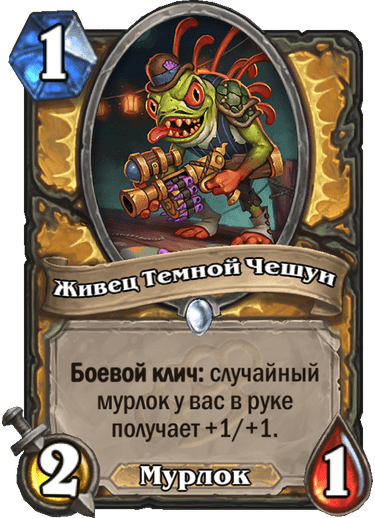 1
Живец Темной Чешуи
Боевой клич: случайный
мурлок у вас в руке
получает +1/+1.
2
Мурлок
1